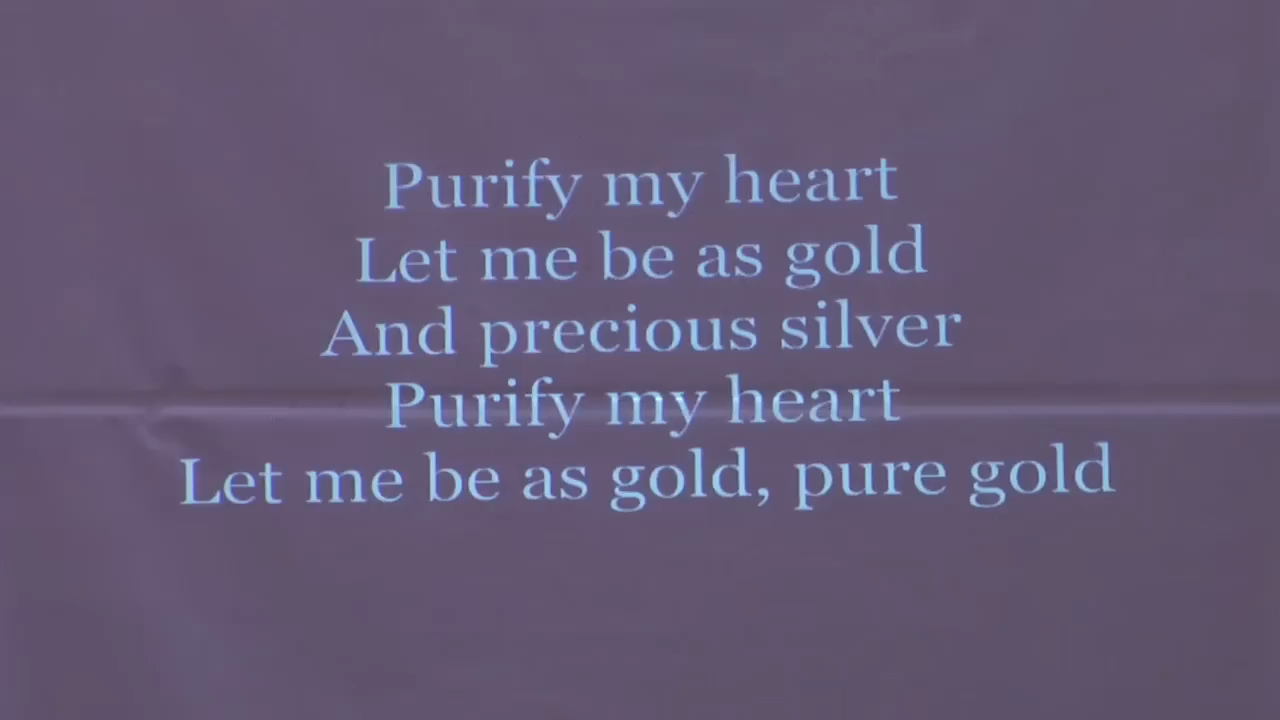 Purify my heart
Let me be as gold
And precious silver
Purify my heart
Let me be as gold, pure gold